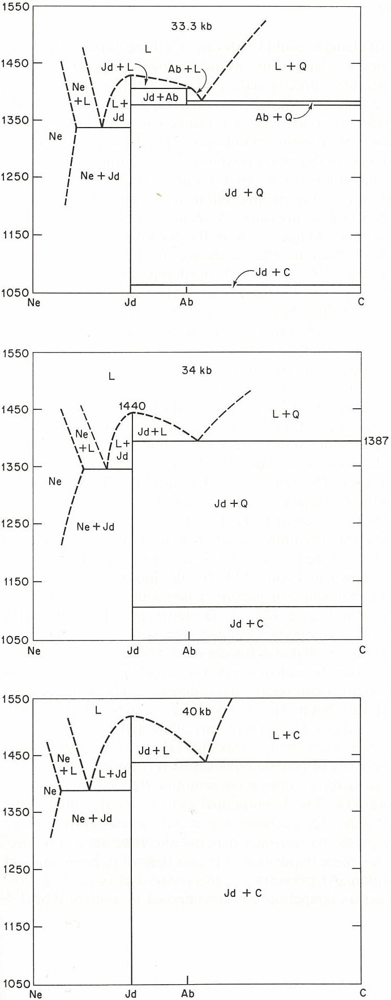 1550
33.3 kb
L
1450
Jd+L
Ab+L
L+Q
Ne
+L
Jd+Ab
L+
Jd
1350
Ab+Q
Ne
1250
Ne+Jd
Jd + Q
1150
Jd + C
1050
Ne
Jd
Ab
C
1550
34 kb
L
1450
1440
L+Q
Jd+L
Ne
+L
L+
Jd
1387
1350
Ne
Jd+Q
1250
Ne+Jd
1150
Jd + C
1050
Ne
Jd
Ab
C
1550
L
40 kb
L+C
1450
Ne
+L
Jd+L
L+Jd
Ne
1350
Ne + Jd
1250
Jd + C
1150
1050
Ne
Jd
Ab
C